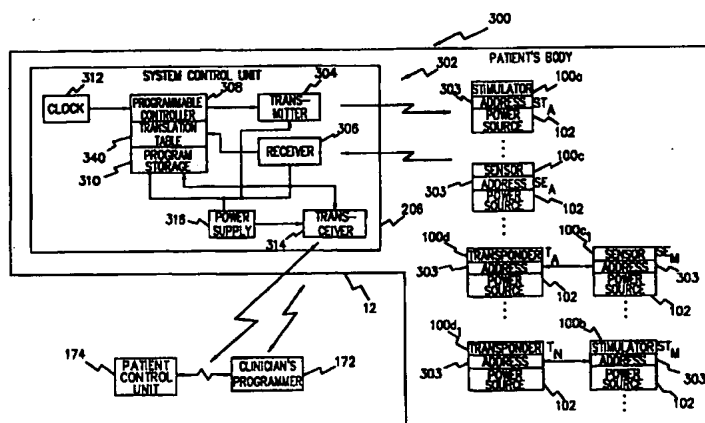 300
312
SYSTEM CONTROL UNIT
308
304
302
PATIENT'S BODY
100a
CLOCK
PROGRAMMABLE
CONTROLLER
TRANSLATION
TABLE
PROGRAM
STORAGE
TRANS-
MITTER
306
RECEIVER
340
310
316
POWER
SUPPLY
314
TRANS-
CEIVER
206
12
303
STIMULATOR
ADDRESS
POWER
SOURCE
ST A
102
100c
303
SENSOR
ADDRESS
POWER
SOURCE
SE A
102
100d
303
TRANSPONDER
ADDRESS
POWER
SOURCE
T A
102
100c
SENSOR
ADDRESS
POWER
SOURCE
SE M
303
102
100d
303
TRANSPONDER
ADDRESS
POWER
SOURCE
T N
102
100b
STIMULATOR
ADDRESS
POWER
SOURCE
ST M
303
102
174
PATIENT
CONTROL
UNIT
CLINICIAN'S
PROGRAMMER
172